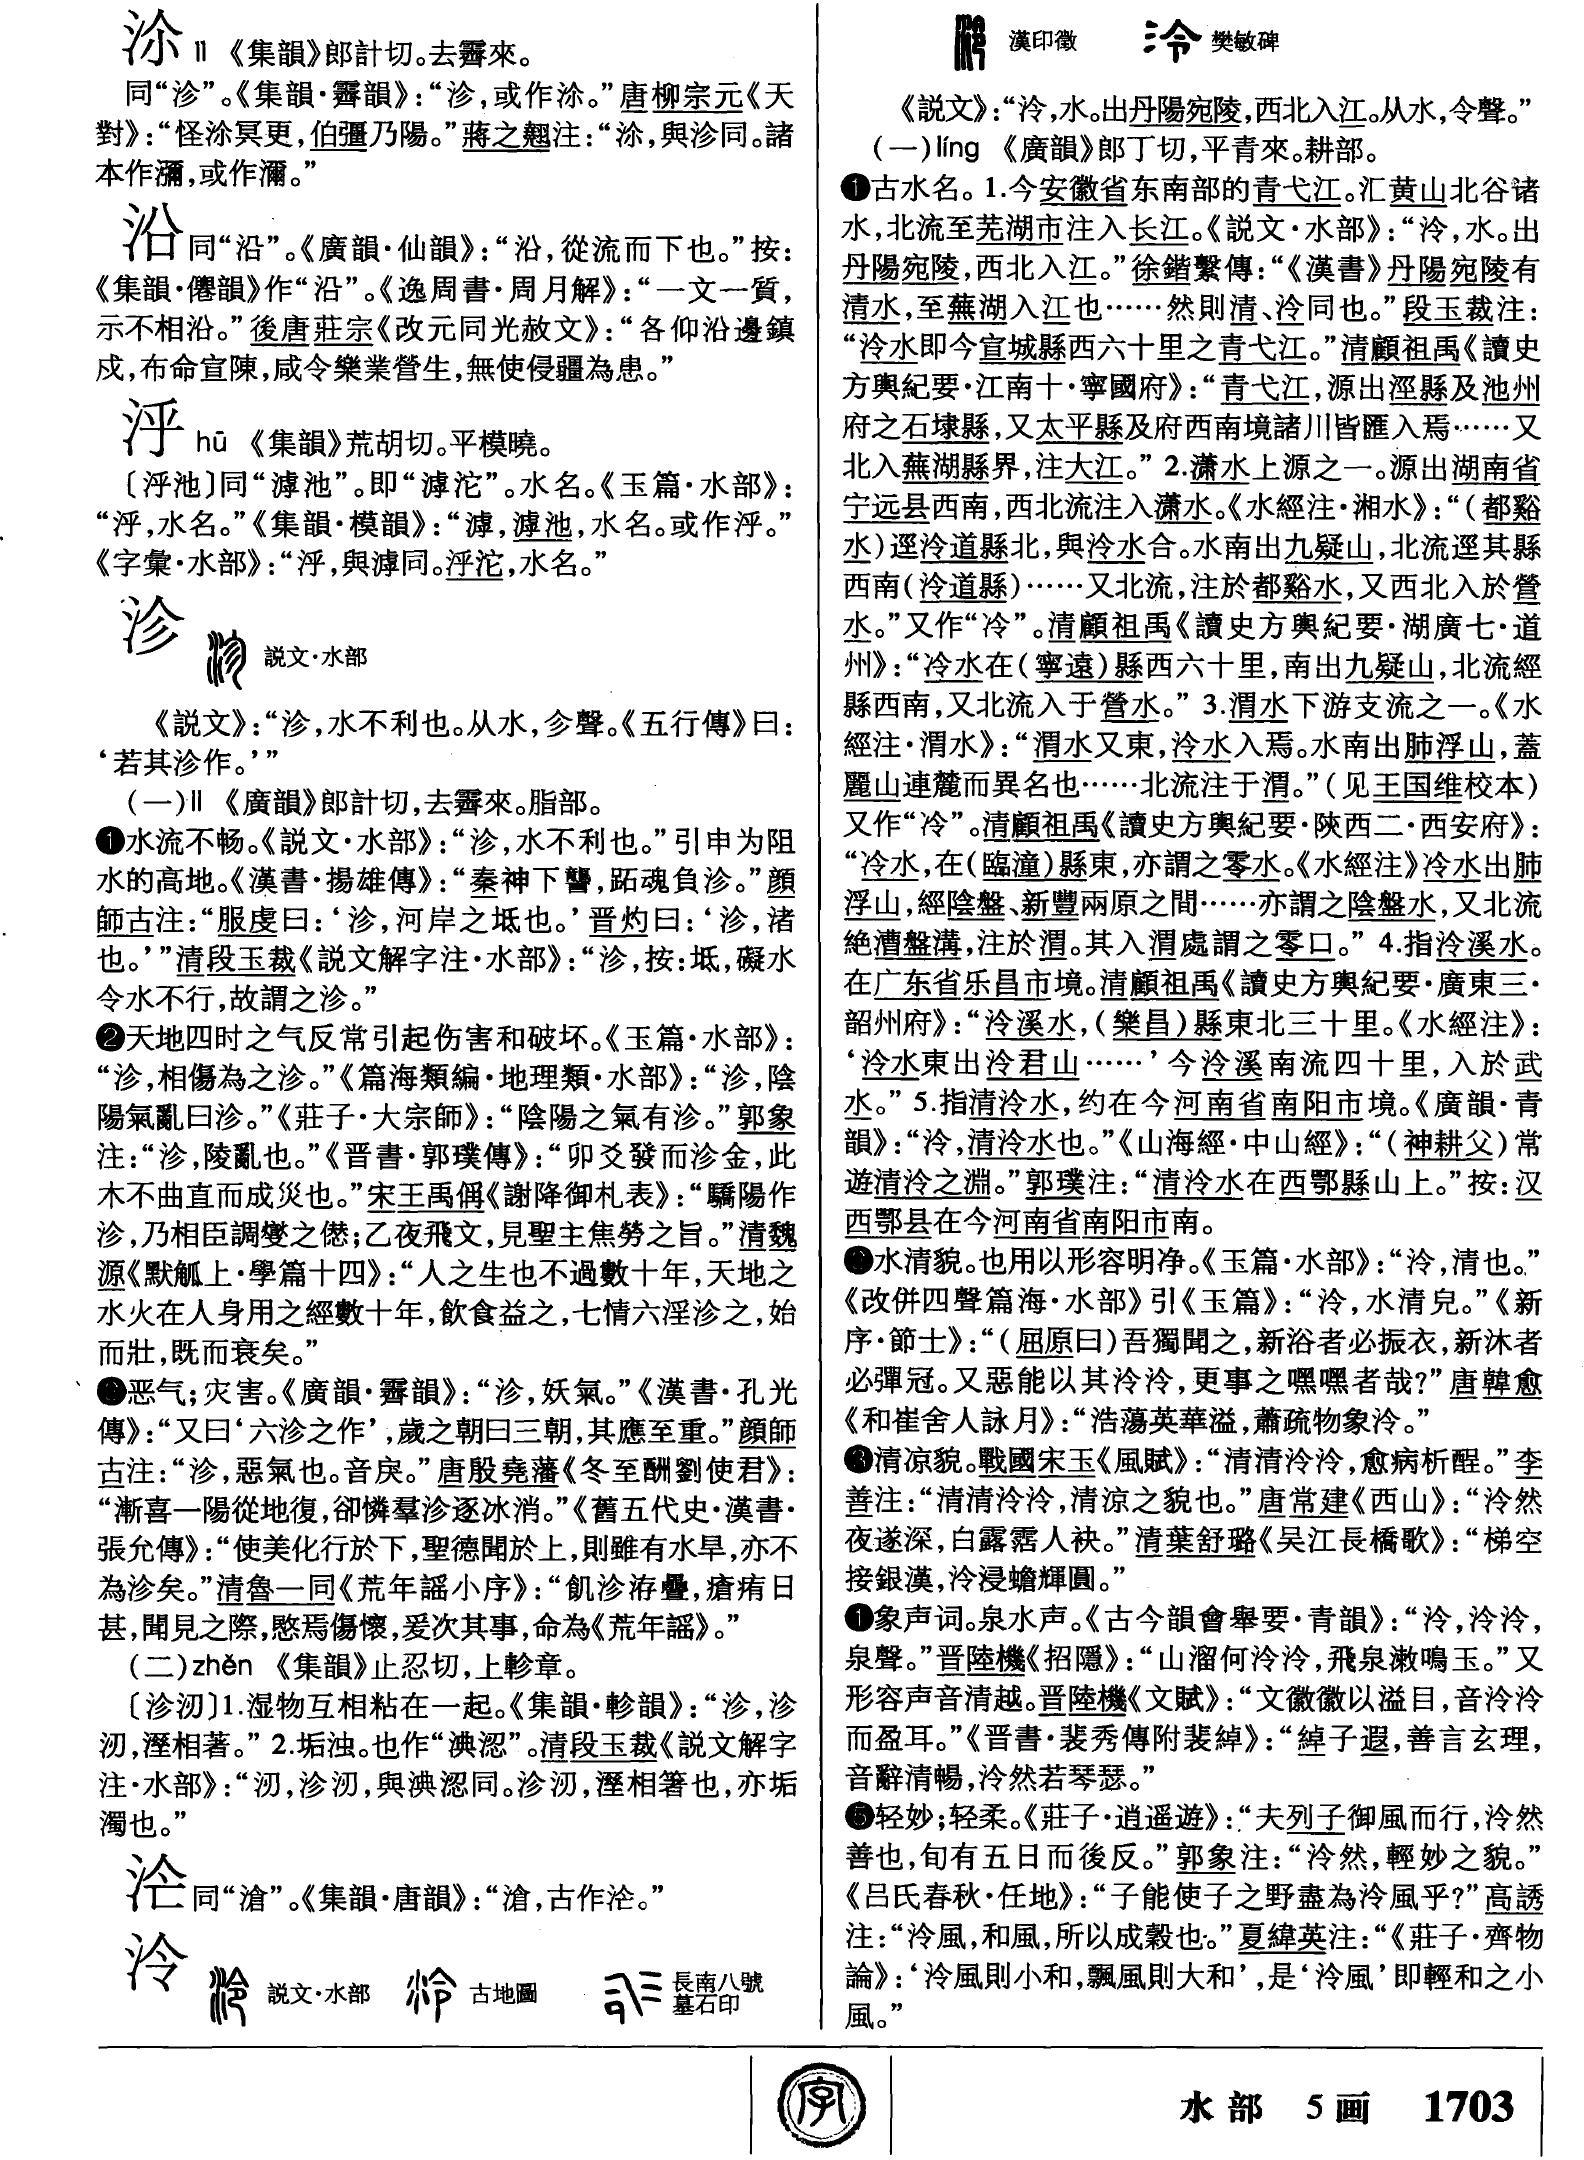 沵 lì 《集韻》郎計切。去霽來。
同“沴”。《集韻·霽韻》：“沴，或作沵。”唐柳宗元《天
對》：“怪沵冥更，伯彊乃陽。”蔣之翹注：“沵，與沴同。諸
本作瀰，或作濔。”
㳂同“沿”。《廣韻·仙韻》：“㳂，從流而下也。”按：
《集韻·僊韻》作“沿”。《逸周書·周月解》：“一文一質，
示不相㳂。”後唐莊宗《改元同光赦文》：“各仰㳂邊鎮
戍，布命宣陳，咸令樂業營生，無使侵疆為患。”
泘 hū 《集韻》荒胡切。平模曉。
〔泘池〕同“滹池”。即“滹沱”。水名。《玉篇·水部》：
“泘，水名。”《集韻·模韻》：“滹，滹池，水名。或作泘。”
《字彙·水部》：“泘，與滹同。泘沱，水名。”
沴
説文·水部
《説文》：“沴，水不利也。从水，㐱聲。《五行傳》曰：
‘若其沴作。’”
(一)lì 《廣韻》郎計切，去霽來。脂部。
❶水流不畅。《説文·水部》：“沴，水不利也。”引申为阻
水的高地。《漢書·揚雄傳》：“秦神下讋，跖魂負沴。”顔
師古注：“服虔曰：‘沴，河岸之坻也。’晋灼曰：‘沴，渚
也。’”清段玉裁《説文解字注·水部》：“沴，按：坻，礙水
令水不行，故謂之沴。”
❷天地四时之气反常引起伤害和破坏。《玉篇·水部》：
“沴，相傷為之沴。”《篇海類編·地理類·水部》：“沴，陰
陽氣亂曰沴。”《莊子·大宗師》：“陰陽之氣有沴。”郭象
注：“沴，陵亂也。”《晋書·郭璞傳》：“卯爻發而沴金，此
木不曲直而成災也。”宋王禹偁《謝降御札表》：“驕陽作
沴，乃相臣調燮之愆；乙夜飛文，見聖主焦勞之旨。”清魏
源《默觚上·學篇十四》：“人之生也不過數十年，天地之
水火在人身用之經數十年，飲食益之，七情六淫沴之，始
而壯，既而衰矣。”
❸恶气；灾害。《廣韻·霽韻》：“沴，妖氣。”《漢書·孔光
傳》：“又曰‘六沴之作’，歲之朝曰三朝，其應至重。”顔師
古注：“沴，惡氣也。音戾。”唐殷堯藩《冬至酬劉使君》：
“漸喜一陽從地復，卻憐羣沴逐冰消。”《舊五代史·漢書·
張允傳》：“使美化行於下，聖德聞於上，則雖有水旱，亦不
為沴矣。”清魯一同《荒年謡小序》：“飢沴洊疊，瘡痏日
甚，聞見之際，愍焉傷懷，爰次其事，命為《荒年謡》。”
(二)zhěn 《集韻》止忍切，上軫章。
〔沴沏〕1.湿物互相粘在一起。《集韻·軫韻》：“沴，沴
沏，溼相著。” 2.垢浊。也作“淟涊”。清段玉裁《説文解字
注·水部》：“沏，沴沏，與淟涊同。沴沏，溼相箸也，亦垢
濁也。”
㳸同“滄”。《集韻·唐韻》：“滄，古作㳸。”
泠
説文·水部 古地圖 長南八號
墓石印
漢印徵 樊敏碑
《説文》：“泠，水。出丹陽宛陵，西北入江。从水，令聲。”
(一)líng 《廣韻》郎丁切，平青來。耕部。
❶古水名。1.今安徽省东南部的青弋江。汇黄山北谷诸
水，北流至芜湖市注入长江。《説文·水部》：“泠，水。出
丹陽宛陵，西北入江。”徐鍇繫傳：“《漢書》丹陽宛陵有
清水，至蕪湖入江也……然則清、泠同也。”段玉裁注：
“泠水即今宣城縣西六十里之青弋江。”清顧祖禹《讀史
方輿紀要·江南十·寧國府》：“青弋江，源出涇縣及池州
府之石埭縣，又太平縣及府西南境諸川皆匯入焉……又
北入蕪湖縣界，注大江。” 2.潇水上源之一。源出湖南省
宁远县西南，西北流注入潇水。《水經注·湘水》：“（都谿
水）逕泠道縣北，與泠水合。水南出九疑山，北流逕其縣
西南（泠道縣）……又北流，注於都谿水，又西北入於營
水。”又作“冷”。清顧祖禹《讀史方輿紀要·湖廣七·道
州》：“冷水在（寧遠）縣西六十里，南出九疑山，北流經
縣西南，又北流入于營水。” 3.渭水下游支流之一。《水
經注·渭水》：“渭水又東，泠水入焉。水南出肺浮山，蓋
麗山連麓而異名也……北流注于渭。”（见王国维校本）
又作“冷”。清顧祖禹《讀史方輿紀要·陝西二·西安府》：
“冷水，在（臨潼）縣東，亦謂之零水。《水經注》冷水出肺
浮山，經陰盤、新豐兩原之間……亦謂之陰盤水，又北流
絶漕盤溝，注於渭。其入渭處謂之零口。” 4.指泠溪水。
在广东省乐昌市境。清顧祖禹《讀史方輿紀要·廣東三·
韶州府》：“泠溪水，（樂昌）縣東北三十里。《水經注》：
‘泠水東出泠君山……’今泠溪南流四十里，入於武
水。” 5.指清泠水，约在今河南省南阳市境。《廣韻·青
韻》：“泠，清泠水也。”《山海經·中山經》：“（神耕父）常
遊清泠之淵。”郭璞注：“清泠水在西鄂縣山上。”按：汉
西鄂县在今河南省南阳市南。
❷水清貌。也用以形容明净。《玉篇·水部》：“泠，清也。”
《改併四聲篇海·水部》引《玉篇》：“泠，水清皃。”《新
序·節士》：“（屈原曰）吾獨聞之，新浴者必振衣，新沐者
必彈冠。又惡能以其泠泠，更事之嘿嘿者哉？”唐韓愈
《和崔舍人詠月》：“浩蕩英華溢，蕭疏物象泠。”
❸清凉貌。戰國宋玉《風賦》：“清清泠泠，愈病析酲。”李
善注：“清清泠泠，清凉之貌也。”唐常建《西山》：“泠然
夜遂深，白露霑人袂。”清葉舒璐《吴江長橋歌》：“梯空
接銀漢，泠浸蟾輝圓。”
❹象声词。泉水声。《古今韻會舉要·青韻》：“泠，泠泠，
泉聲。”晋陸機《招隱》：“山溜何泠泠，飛泉漱鳴玉。”又
形容声音清越。晋陸機《文賦》：“文徽徽以溢目，音泠泠
而盈耳。”《晋書·裴秀傳附裴綽》：“綽子遐，善言玄理，
音辭清暢，泠然若琴瑟。”
❺轻妙；轻柔。《莊子·逍遥遊》：“夫列子御風而行，泠然
善也，旬有五日而後反。”郭象注：“泠然，輕妙之貌。”
《吕氏春秋·任地》：“子能使子之野盡為泠風乎？”高誘
注：“泠風，和風，所以成穀也。”夏緯英注：“《莊子·齊物
論》：‘泠風則小和，飄風則大和’，是‘泠風’即輕和之小
風。”
字
水部 5画 1703